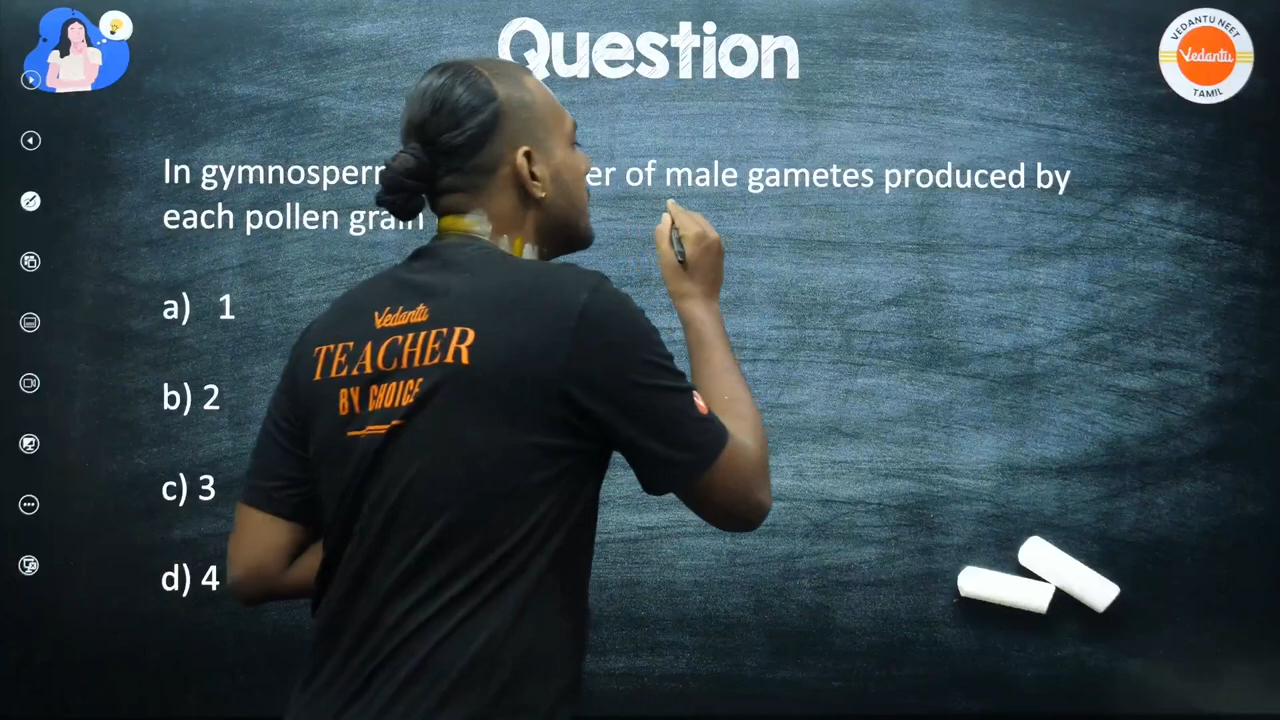 Question
VEDANTU NEET
Vedantu
TAMIL
In er of male gametes produced by
each pollen grain
a) 1
b) 2
c) 3
d) 4
Vedantu
TEACHER
BY CHOICE